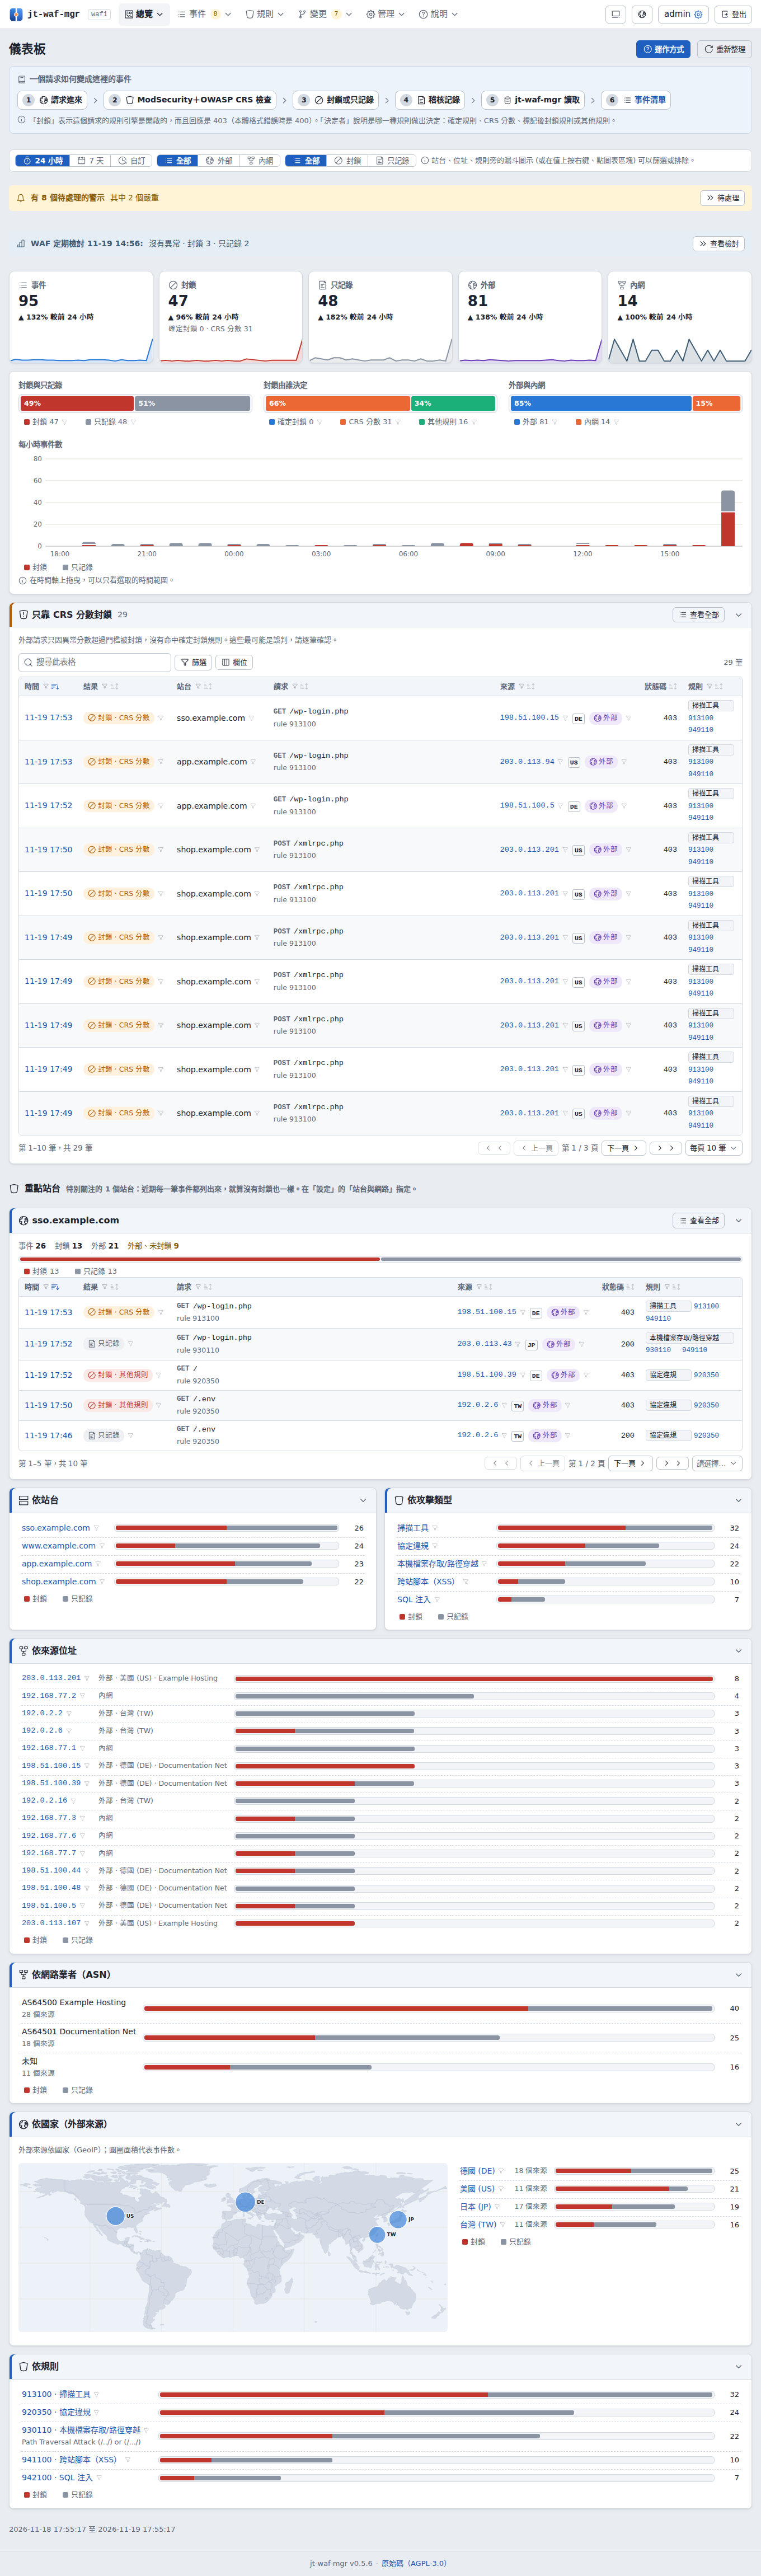 jt-waf-mgr waf1 總覽 事件 8 規則 變更 7 管理 說明 admin 登出
儀表板 運作方式 重新整理
一個請求如何變成這裡的事件
1 請求進來 2 ModSecurity＋OWASP CRS 檢查 3 封鎖或只記錄 4 稽核記錄 5 jt-waf-mgr 讀取 6 事件清單
「封鎖」表示這個請求的規則引擎是開啟的，而且回應是 403（本體格式錯誤時是 400）。「決定者」說明是哪一種規則做出決定：確定規則、CRS 分數、標記後封鎖規則或其他規則。
24 小時 7 天 自訂 全部 外部 內網 全部 封鎖 只記錄 站台、位址、規則旁的漏斗圖示 (或在值上按右鍵、點圖表區塊) 可以篩選或排除。
有 8 個待處理的警示 其中 2 個嚴重 待處理
WAF 定期檢討 11-19 14:56: 沒有異常 · 封鎖 3 · 只記錄 2 查看檢討
事件 封鎖 只記錄 外部 內網
95 47 48 81 14
▲ 132% 較前 24 小時 ▲ 96% 較前 24 小時 ▲ 182% 較前 24 小時 ▲ 138% 較前 24 小時 ▲ 100% 較前 24 小時
確定封鎖 0 · CRS 分數 31
封鎖與只記錄 封鎖由誰決定 外部與內網
49% 51% 66% 34% 85% 15%
封鎖 47 只記錄 48 確定封鎖 0 CRS 分數 31 其他規則 16 外部 81 內網 14
每小時事件數
80
60
40
20
0
18:00 21:00 00:00 03:00 06:00 09:00 12:00 15:00
封鎖 只記錄
在時間軸上拖曳，可以只看選取的時間範圍。
只靠 CRS 分數封鎖 29 查看全部
外部請求只因異常分數超過門檻被封鎖，沒有命中確定封鎖規則。這些最可能是誤判，請逐筆確認。
搜尋此表格 篩選 欄位 29 筆
時間 結果 站台 請求 來源 狀態碼 規則
11-19 17:53 封鎖 · CRS 分數 sso.example.com GET /wp-login.php rule 913100 198.51.100.15 DE 外部 403 掃描工具 913100 949110
11-19 17:53 封鎖 · CRS 分數 app.example.com GET /wp-login.php rule 913100 203.0.113.94 US 外部 403 掃描工具 913100 949110
11-19 17:52 封鎖 · CRS 分數 app.example.com GET /wp-login.php rule 913100 198.51.100.5 DE 外部 403 掃描工具 913100 949110
11-19 17:50 封鎖 · CRS 分數 shop.example.com POST /xmlrpc.php rule 913100 203.0.113.201 US 外部 403 掃描工具 913100 949110
11-19 17:50 封鎖 · CRS 分數 shop.example.com POST /xmlrpc.php rule 913100 203.0.113.201 US 外部 403 掃描工具 913100 949110
11-19 17:49 封鎖 · CRS 分數 shop.example.com POST /xmlrpc.php rule 913100 203.0.113.201 US 外部 403 掃描工具 913100 949110
11-19 17:49 封鎖 · CRS 分數 shop.example.com POST /xmlrpc.php rule 913100 203.0.113.201 US 外部 403 掃描工具 913100 949110
11-19 17:49 封鎖 · CRS 分數 shop.example.com POST /xmlrpc.php rule 913100 203.0.113.201 US 外部 403 掃描工具 913100 949110
11-19 17:49 封鎖 · CRS 分數 shop.example.com POST /xmlrpc.php rule 913100 203.0.113.201 US 外部 403 掃描工具 913100 949110
11-19 17:49 封鎖 · CRS 分數 shop.example.com POST /xmlrpc.php rule 913100 203.0.113.201 US 外部 403 掃描工具 913100 949110
第 1–10 筆，共 29 筆 上一頁 第 1 / 3 頁 下一頁 每頁 10 筆
重點站台 特別關注的 1 個站台：近期每一筆事件都列出來，就算沒有封鎖也一樣。在「設定」的「站台與網路」指定。
sso.example.com 查看全部
事件 26 封鎖 13 外部 21 外部、未封鎖 9
封鎖 13 只記錄 13
時間 結果 請求 來源 狀態碼 規則
11-19 17:53 封鎖 · CRS 分數 GET /wp-login.php rule 913100 198.51.100.15 DE 外部 403 掃描工具 913100 949110
11-19 17:52 只記錄 GET /wp-login.php rule 930110 203.0.113.43 JP 外部 200 本機檔案存取/路徑穿越 930110 949110
11-19 17:52 封鎖 · 其他規則 GET / rule 920350 198.51.100.39 DE 外部 403 協定違規 920350
11-19 17:50 封鎖 · 其他規則 GET /.env rule 920350 192.0.2.6 TW 外部 403 協定違規 920350
11-19 17:46 只記錄 GET /.env rule 920350 192.0.2.6 TW 外部 200 協定違規 920350
第 1–5 筆，共 10 筆 上一頁 第 1 / 2 頁 下一頁 請選擇...
依站台
sso.example.com 26
www.example.com 24
app.example.com 23
shop.example.com 22
封鎖 只記錄
依攻擊類型
掃描工具 32
協定違規 24
本機檔案存取/路徑穿越 22
跨站腳本（XSS） 10
SQL 注入 7
封鎖 只記錄
依來源位址
203.0.113.201 外部 · 美國 (US) · Example Hosting 8
192.168.77.2 內網 4
192.0.2.2 外部 · 台灣 (TW) 3
192.0.2.6 外部 · 台灣 (TW) 3
192.168.77.1 內網 3
198.51.100.15 外部 · 德國 (DE) · Documentation Net 3
198.51.100.39 外部 · 德國 (DE) · Documentation Net 3
192.0.2.16 外部 · 台灣 (TW) 2
192.168.77.3 內網 2
192.168.77.6 內網 2
192.168.77.7 內網 2
198.51.100.44 外部 · 德國 (DE) · Documentation Net 2
198.51.100.48 外部 · 德國 (DE) · Documentation Net 2
198.51.100.5 外部 · 德國 (DE) · Documentation Net 2
203.0.113.107 外部 · 美國 (US) · Example Hosting 2
封鎖 只記錄
依網路業者（ASN）
AS64500 Example Hosting 40
28 個來源
AS64501 Documentation Net 25
18 個來源
未知 16
11 個來源
封鎖 只記錄
依國家（外部來源）
外部來源依國家（GeoIP）；圓圈面積代表事件數。
US DE JP TW
德國 (DE) 18 個來源 25
美國 (US) 11 個來源 21
日本 (JP) 17 個來源 19
台灣 (TW) 11 個來源 16
封鎖 只記錄
依規則
913100 · 掃描工具 32
920350 · 協定違規 24
930110 · 本機檔案存取/路徑穿越 22
Path Traversal Attack (/../) or (/.../)
941100 · 跨站腳本（XSS） 10
942100 · SQL 注入 7
封鎖 只記錄
2026-11-18 17:55:17 至 2026-11-19 17:55:17
jt-waf-mgr v0.5.6 · 原始碼（AGPL-3.0）